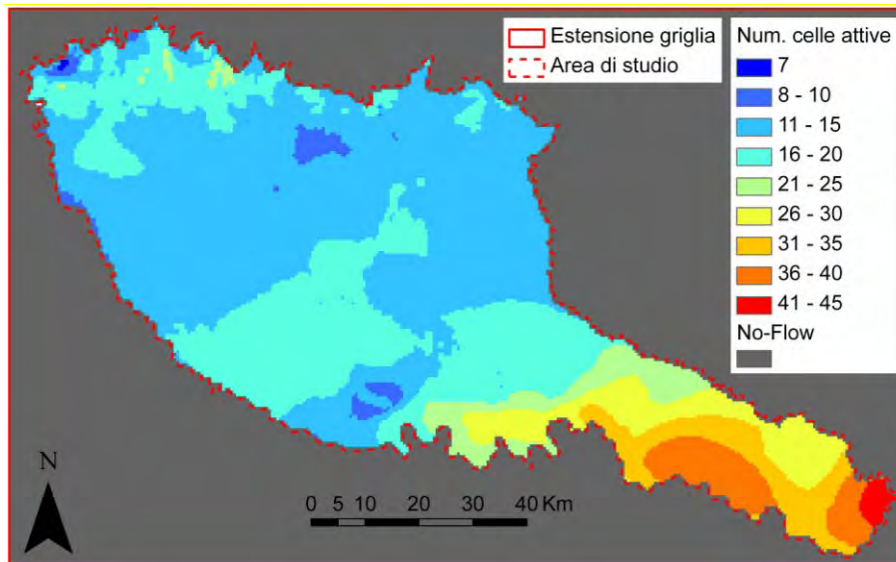 Estensione griglia
Area di studio
Num. celle attive
7
8 - 10
11 - 15
16 - 20
21 - 25
26 - 30
31 - 35
36 - 40
41 - 45
No-Flow
N
0 5 10 20 30 40 Km